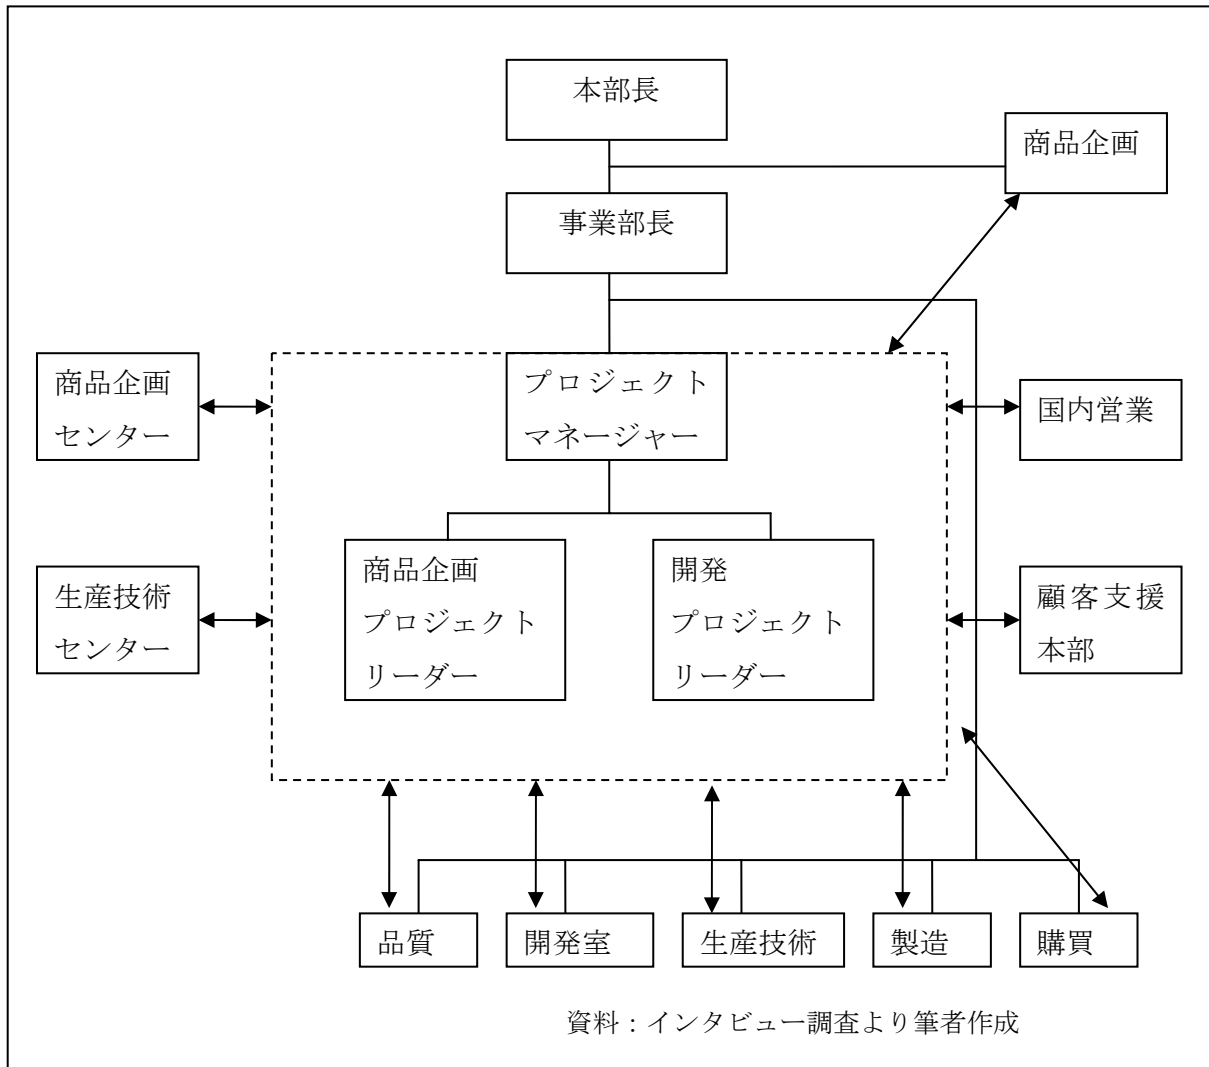 本部長
商品企画
事業部長
商品企画
センター
プロジェクト
マネージャー
国内営業
生産技術
センター
商品企画
プロジェクト
リーダー
開発
プロジェクト
リーダー
顧客支援
本部
品質
開発室
生産技術
製造
購買
資料：インタビュー調査より筆者作成